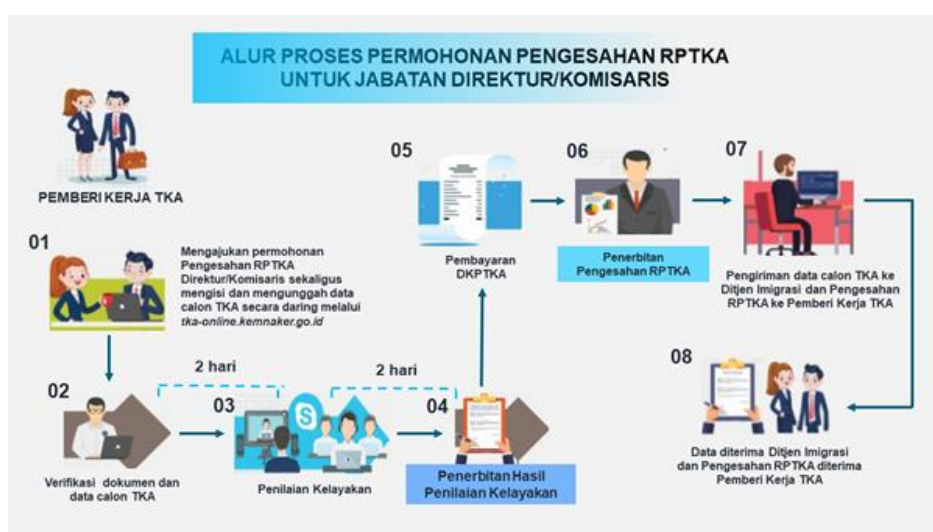 ALUR PROSES PERMOHONAN PENGESAHAN RPTKA
UNTUK JABATAN DIREKTUR/KOMISARIS
PEMBERI KERJA TKA
01
Mengajukan permohonan
Pengesahan RPTKA
Direktur/Komisaris sekaligus
mengisi dan mengunggah data
calon TKA secara daring melalui
tka-online.kemnaker.go.id
02
Verifikasi dokumen dan
data calon TKA
2 hari
03
S
Penilaian Kelayakan
2 hari
04
Penerbitan Hasil
Penilaian Kelayakan
05
Pembayaran
DKPTKA
06
Penerbitan
Pengesahan RPTKA
07
Pengiriman data calon TKA ke
Ditjen Imigrasi dan Pengesahan
RPTKA ke Pemberi Kerja TKA
08
Data diterima Ditjen Imigrasi
dan Pengesahan RPTKA diterima
Pemberi Kerja TKA